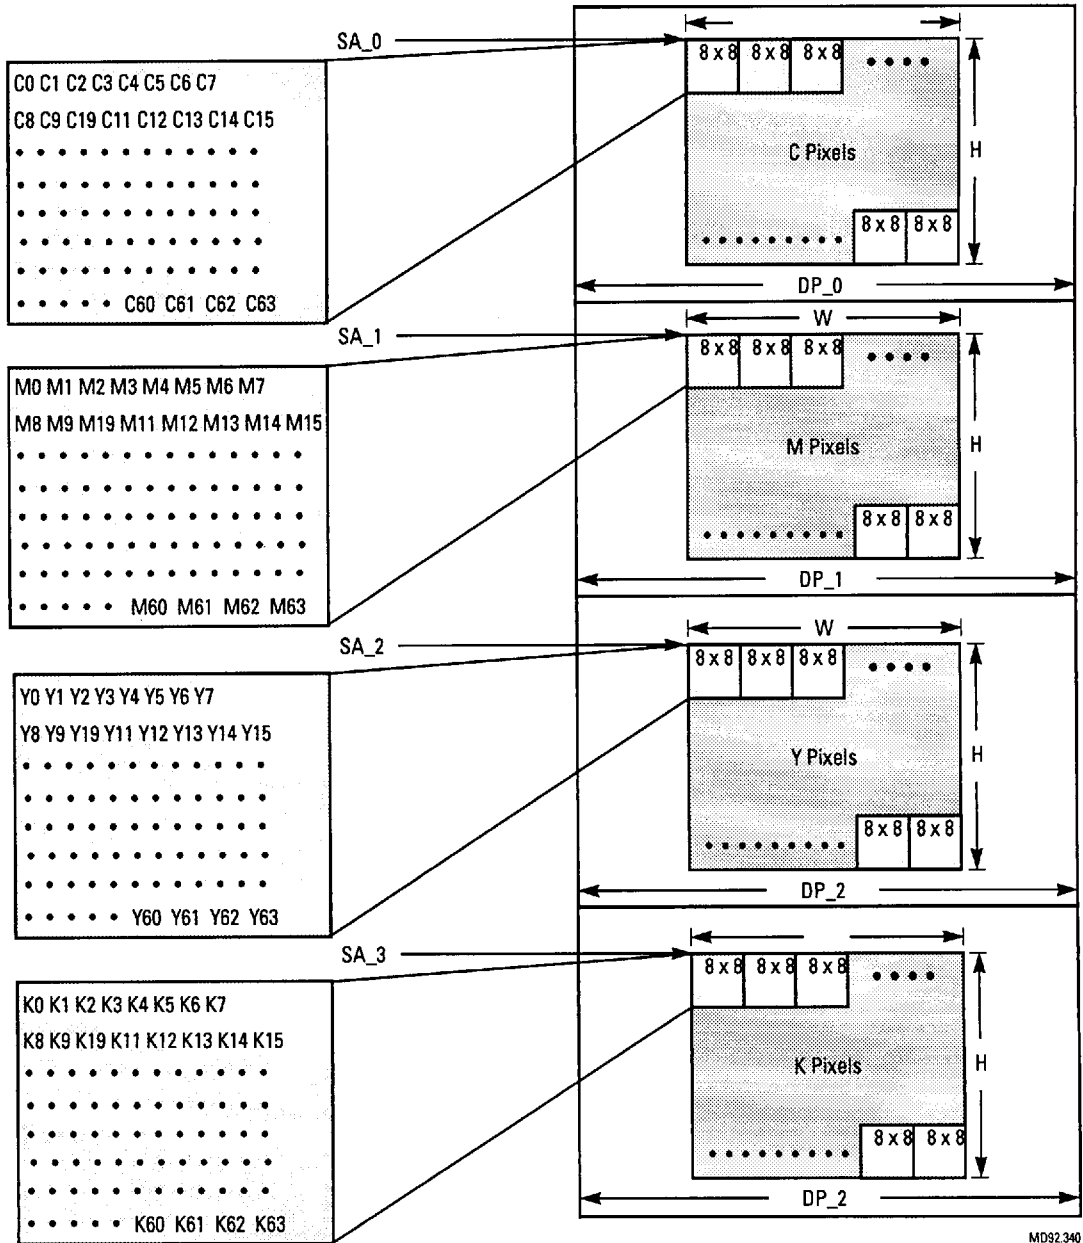 SA_0
8 x 8 8 x 8 8 x 8
C0 C1 C2 C3 C4 C5 C6 C7
C8 C9 C19 C11 C12 C13 C14 C15
C Pixels
H
8 x 8 8 x 8
C60 C61 C62 C63
DP_0
SA_1
W
8 x 8 8 x 8 8 x 8
M0 M1 M2 M3 M4 M5 M6 M7
M8 M9 M19 M11 M12 M13 M14 M15
M Pixels
H
8 x 8 8 x 8
M60 M61 M62 M63
DP_1
SA_2
W
8 x 8 8 x 8 8 x 8
Y0 Y1 Y2 Y3 Y4 Y5 Y6 Y7
Y8 Y9 Y19 Y11 Y12 Y13 Y14 Y15
Y Pixels
H
8 x 8 8 x 8
Y60 Y61 Y62 Y63
DP_2
SA_3
8 x 8 8 x 8 8 x 8
K0 K1 K2 K3 K4 K5 K6 K7
K8 K9 K19 K11 K12 K13 K14 K15
K Pixels
H
8 x 8 8 x 8
K60 K61 K62 K63
DP_2
MD92.340